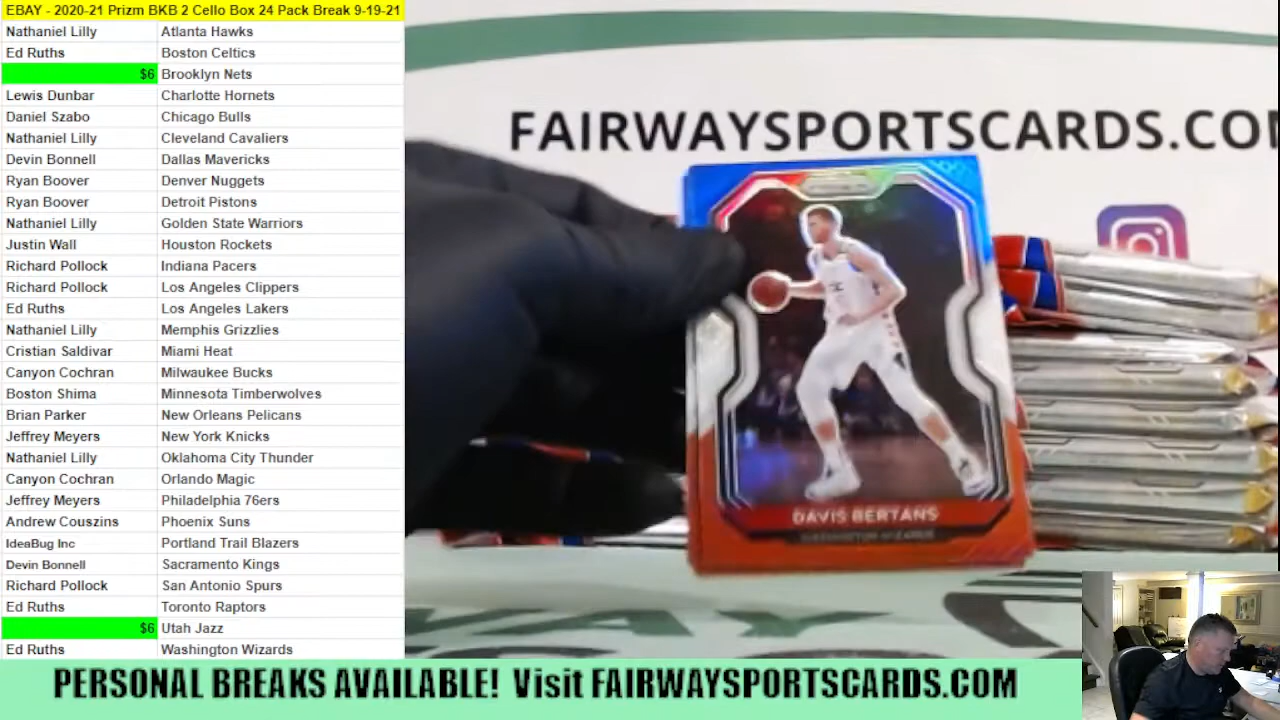 EBAY - 2020-21 Prizm BKB 2 Cello Box 24 Pack Break 9-19-21
Nathaniel Lilly Atlanta Hawks
Ed Ruths Boston Celtics
$6 Brooklyn Nets
Lewis Dunbar Charlotte Hornets
Daniel Szabo Chicago Bulls
Nathaniel Lilly Cleveland Cavaliers
Devin Bonnell Dallas Mavericks
Ryan Boover Denver Nuggets
Ryan Boover Detroit Pistons
Nathaniel Lilly Golden State Warriors
Justin Wall Houston Rockets
Richard Pollock Indiana Pacers
Richard Pollock Los Angeles Clippers
Ed Ruths Los Angeles Lakers
Nathaniel Lilly Memphis Grizzlies
Cristian Saldivar Miami Heat
Canyon Cochran Milwaukee Bucks
Boston Shima Minnesota Timberwolves
Brian Parker New Orleans Pelicans
Jeffrey Meyers New York Knicks
Nathaniel Lilly Oklahoma City Thunder
Canyon Cochran Orlando Magic
Jeffrey Meyers Philadelphia 76ers
Andrew Couszins Phoenix Suns
IdeaBug Inc Portland Trail Blazers
Devin Bonnell Sacramento Kings
Richard Pollock San Antonio Spurs
Ed Ruths Toronto Raptors
$6 Utah Jazz
Ed Ruths Washington Wizards
FAIRWAYSPORTSCARDS.CO
DAVIS BERTANS
WASHINGTON WIZARDS
PERSONAL BREAKS AVAILABLE! Visit FAIRWAYSPORTSCARDS.COM